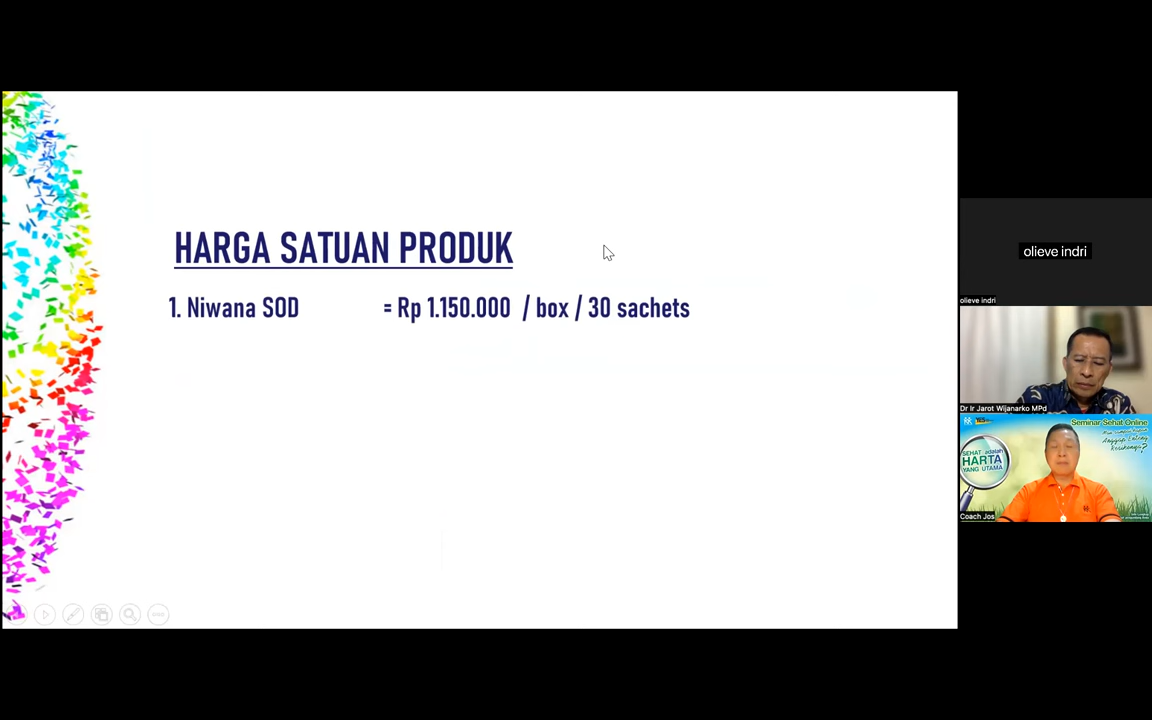 HARGA SATUAN PRODUK
1. Niwana SOD = Rp 1.150.000 / box / 30 sachets
olieve indri
olieve indri
Dr Ir Jarot Wijanarko MPd
Seminar Sehat Online
SEHAT adalah
HARTA
YANG UTAMA
Coach Jos